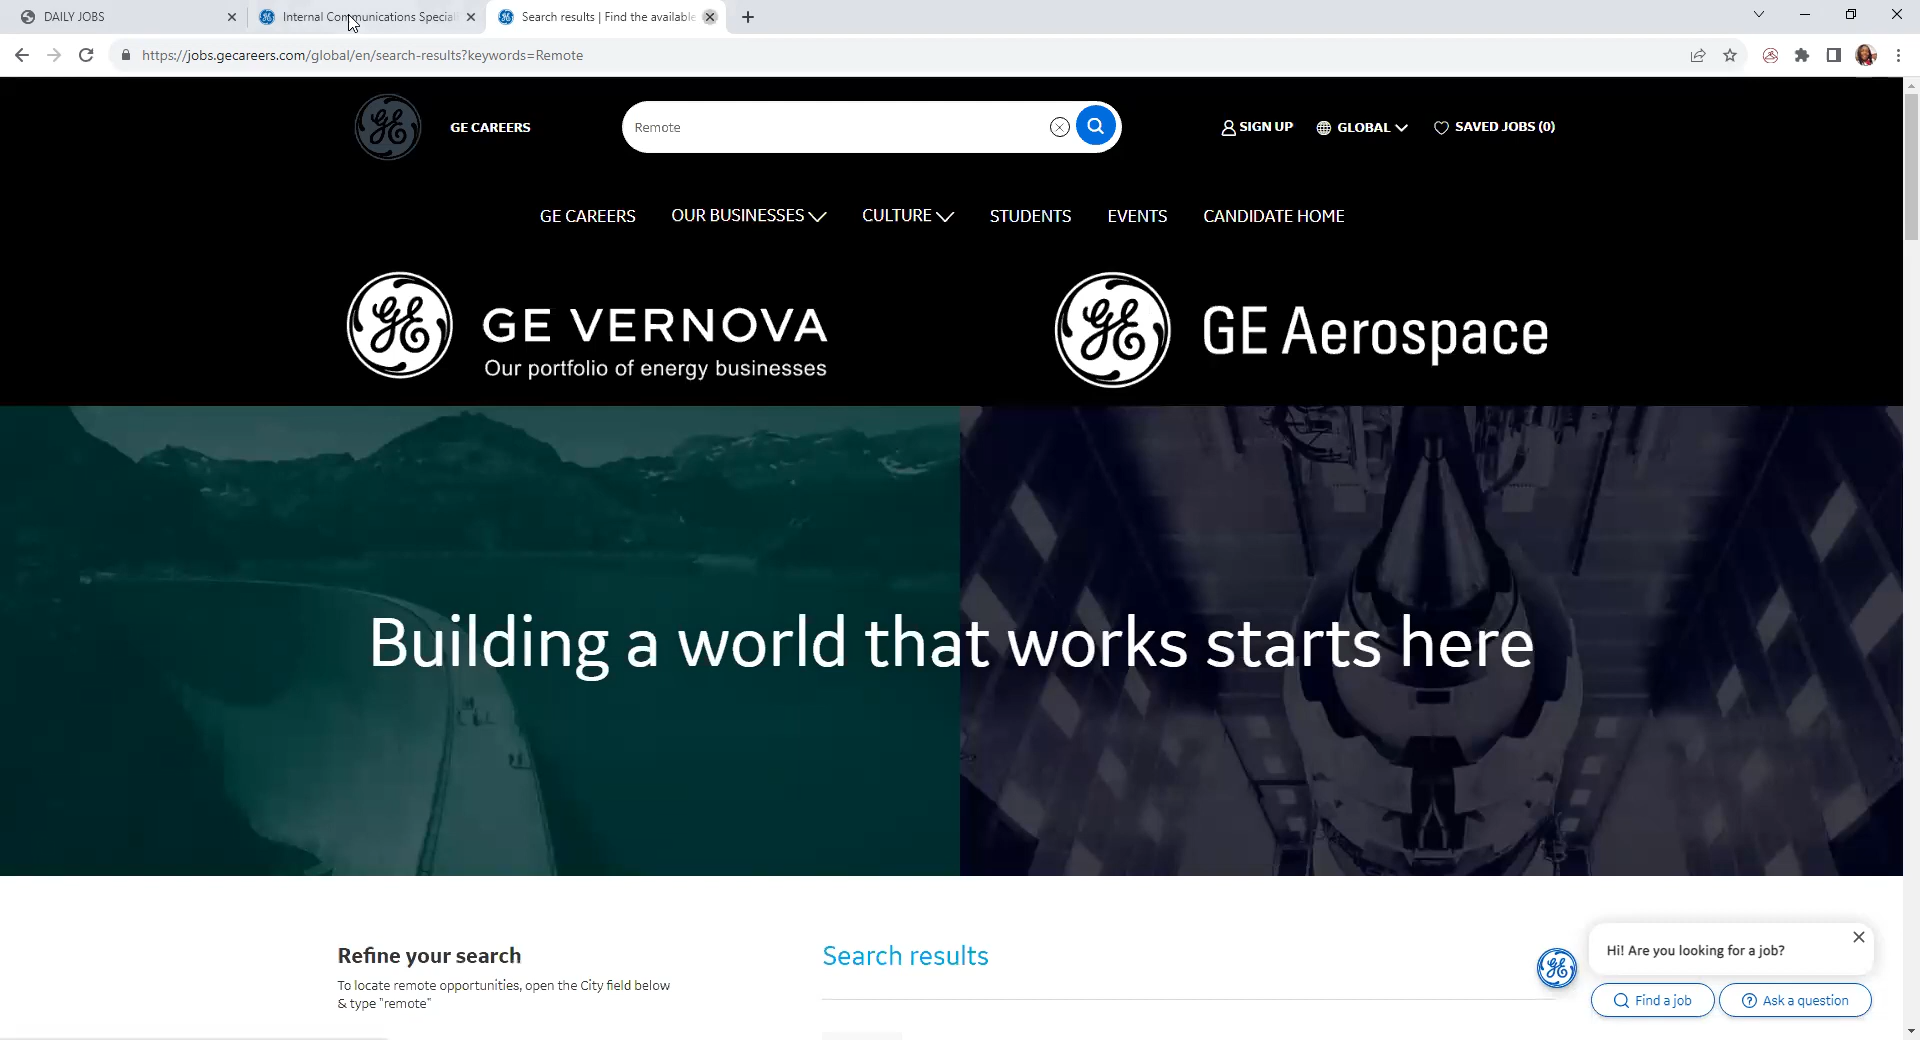 DAILY JOBS
Internal Communications Speciali
Search results | Find the available
https://jobs.gecareers.com/global/en/search-results?keywords=Remote
GE CAREERS
Remote
SIGN UP
GLOBAL
SAVED JOBS (0)
GE CAREERS
OUR BUSINESSES
CULTURE
STUDENTS
EVENTS
CANDIDATE HOME
GE VERNOVA
Our portfolio of energy businesses
GE Aerospace
Building a world that works starts here
Refine your search
To locate remote opportunities, open the City field below
& type "remote"
Search results
Hi! Are you looking for a job?
Find a job
Ask a question